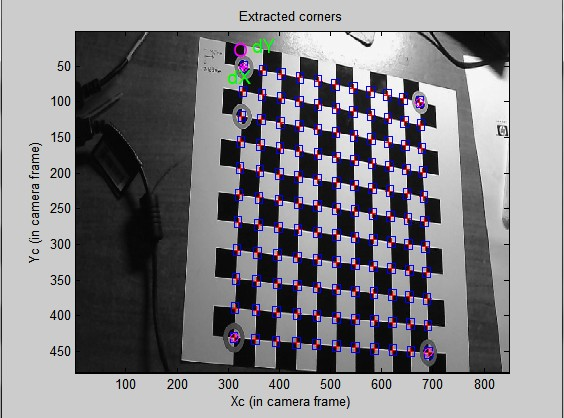 Extracted corners
O
dY
dX
50
100
150
200
250
300
350
400
450
Yc (in camera frame)
100
200
300
400
500
600
700
800
Xc (in camera frame)